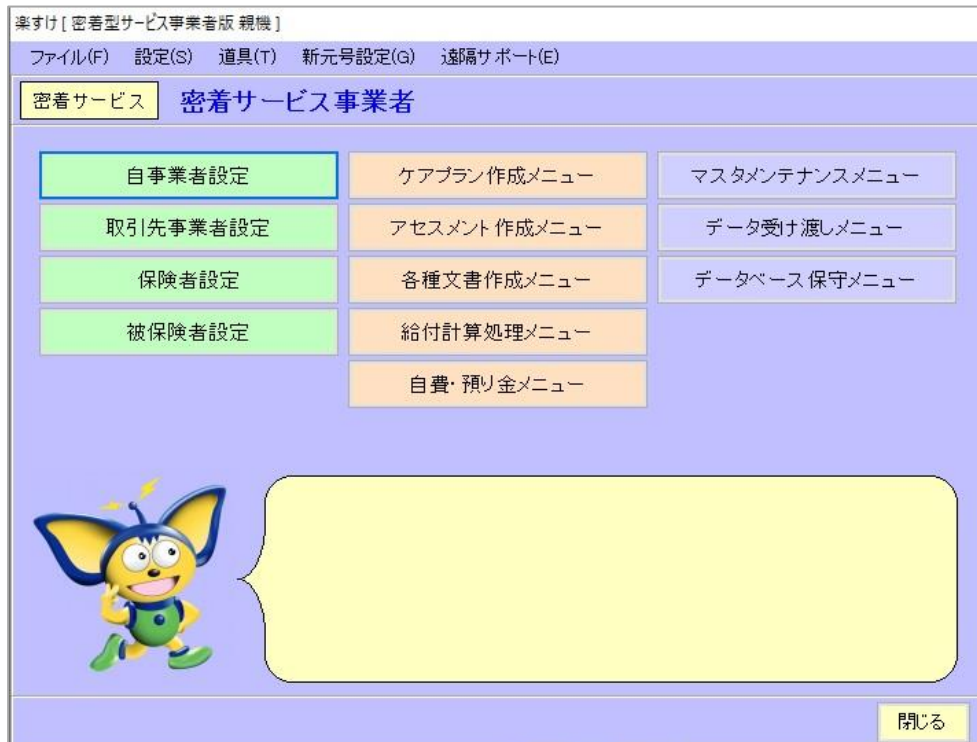 楽すけ [ 密着型サービス事業者版 親機 ]
ファイル(F) 設定(S) 道具(T) 新元号設定(G) 遠隔サポート(E)
密着サービス 密着サービス事業者
自事業者設定 ケアプラン作成メニュー マスタメンテナンスメニュー
取引先事業者設定 アセスメント作成メニュー データ受け渡しメニュー
保険者設定 各種文書作成メニュー データベース保守メニュー
被保険者設定 給付計算処理メニュー
自費・預り金メニュー
閉じる